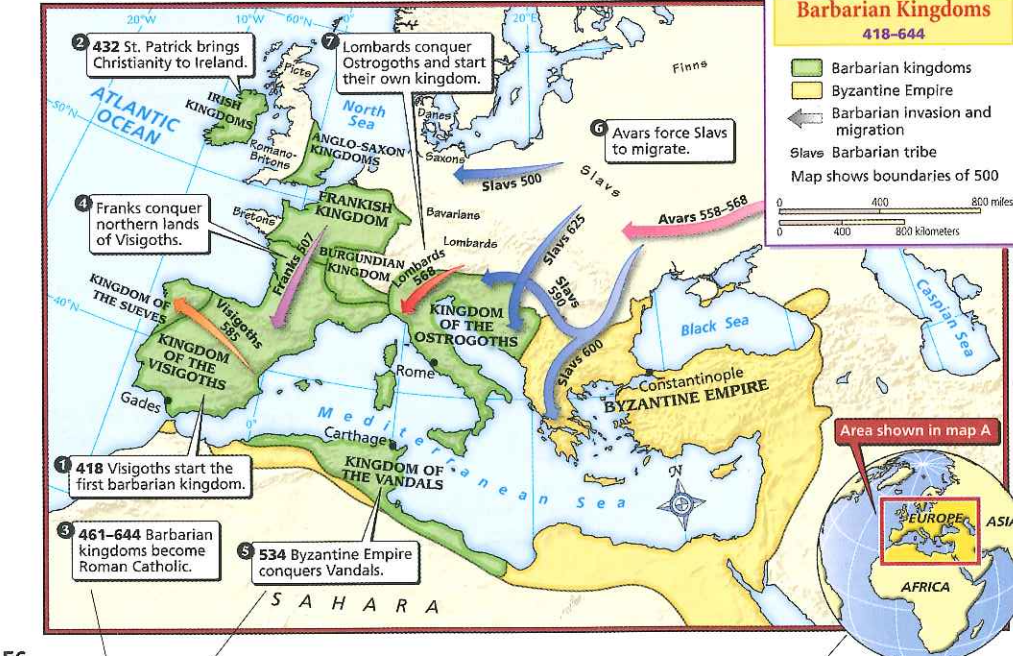 Barbarian Kingdoms
418–644
Barbarian kingdoms
Byzantine Empire
Barbarian invasion and
migration
Slavs Barbarian tribe
Map shows boundaries of 500
0 400 800 miles
0 400 800 kilometers
20°W
10°W
60°N
0°
20°E
50°N
40°N
0°
2 432 St. Patrick brings
Christianity to Ireland.
7 Lombards conquer
Ostrogoths and start
their own kingdom.
6 Avars force Slavs
to migrate.
4 Franks conquer
northern lands
of Visigoths.
1 418 Visigoths start the
first barbarian kingdom.
3 461–644 Barbarian
kingdoms become
Roman Catholic.
5 534 Byzantine Empire
conquers Vandals.
ATLANTIC
OCEAN
North
Sea
Picts
IRISH
KINGDOMS
Romano-
Britons
ANGLO-SAXON
KINGDOMS
Danes
Saxons
Finns
Slavs
Slavs 500
Avars 558–568
Bretons
FRANKISH
KINGDOM
Bavarians
Lombards
BURGUNDIAN
KINGDOM
Franks 507
Lombards
568
Slavs 625
Slavs
590
Slavs 600
KINGDOM OF
THE SUEVES
Visigoths
585
KINGDOM
OF THE
VISIGOTHS
Gades
KINGDOM
OF THE
OSTROGOTHS
Rome
Black Sea
Caspian
Sea
Constantinople
BYZANTINE EMPIRE
Mediterranean Sea
Carthage
KINGDOM OF
THE VANDALS
N
SAHARA
Area shown in map A
EUROPE
ASI
AFRICA
56